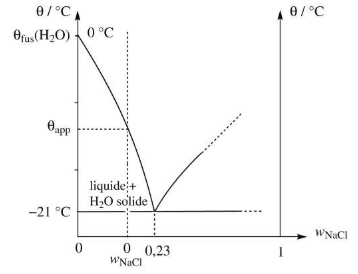 θ / °C
θ / °C
θfus(H₂O)
0 °C
θapp
liquide +
H₂O solide
−21 °C
wNaCl
0
0
0,23
1
wNaCl